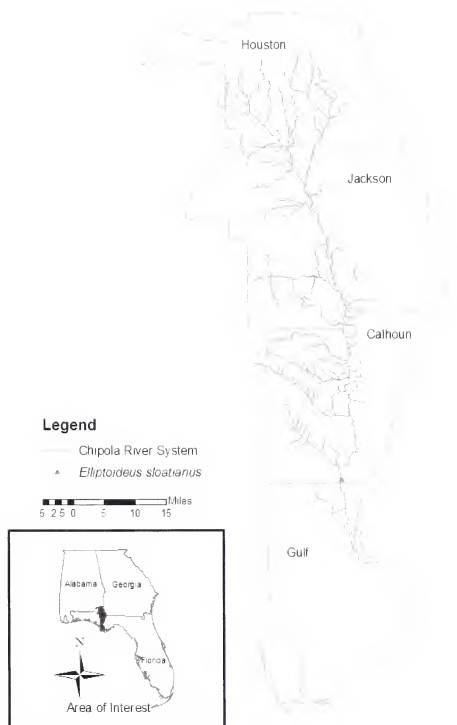 Houston
Jackson
Calhoun
Legend
Chipola River System
Elliptoideus sloatianus
5 2.5 0 5 10 15 Miles
Gulf
Alabama
Georgia
Florida
N
Area of Interest